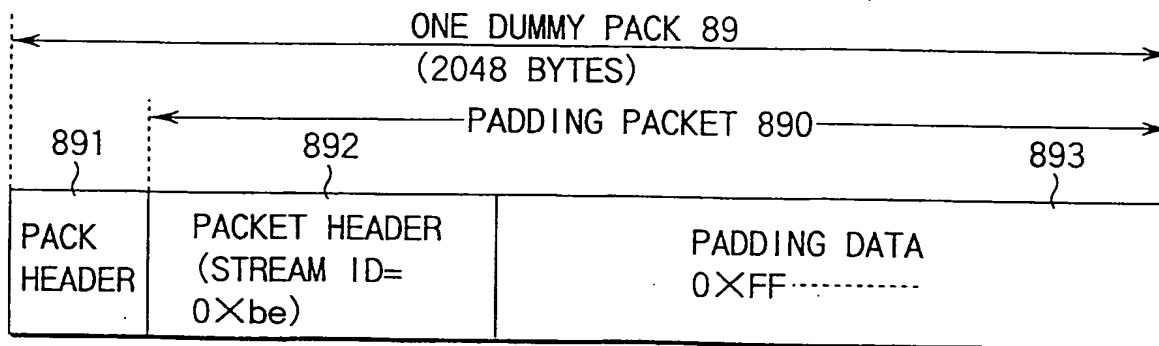 ONE DUMMY PACK 89
(2048 BYTES)
PADDING PACKET 890
891
892
893
PACK
HEADER
PACKET HEADER
(STREAM ID=
0×be)
PADDING DATA
0×FF············